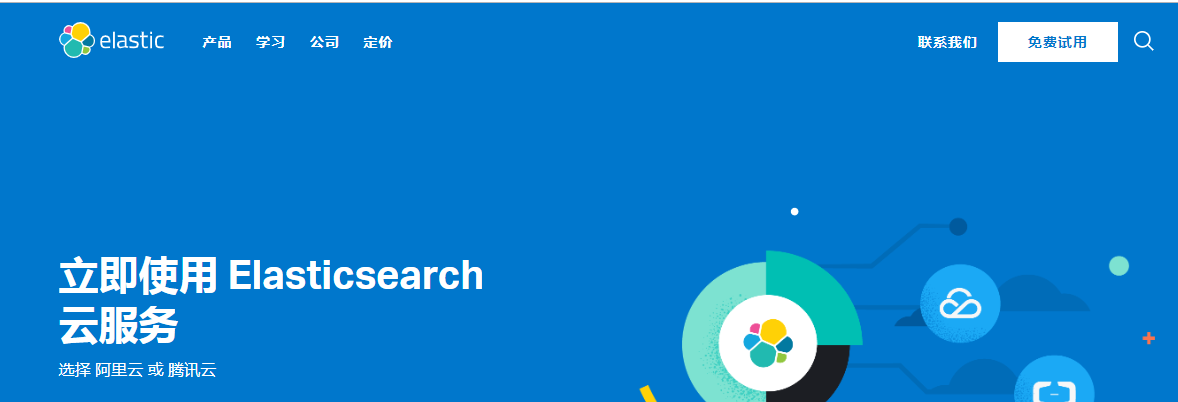 elastic 产品 学习 公司 定价 联系我们 免费试用
立即使用 Elasticsearch
云服务
选择 阿里云 或 腾讯云